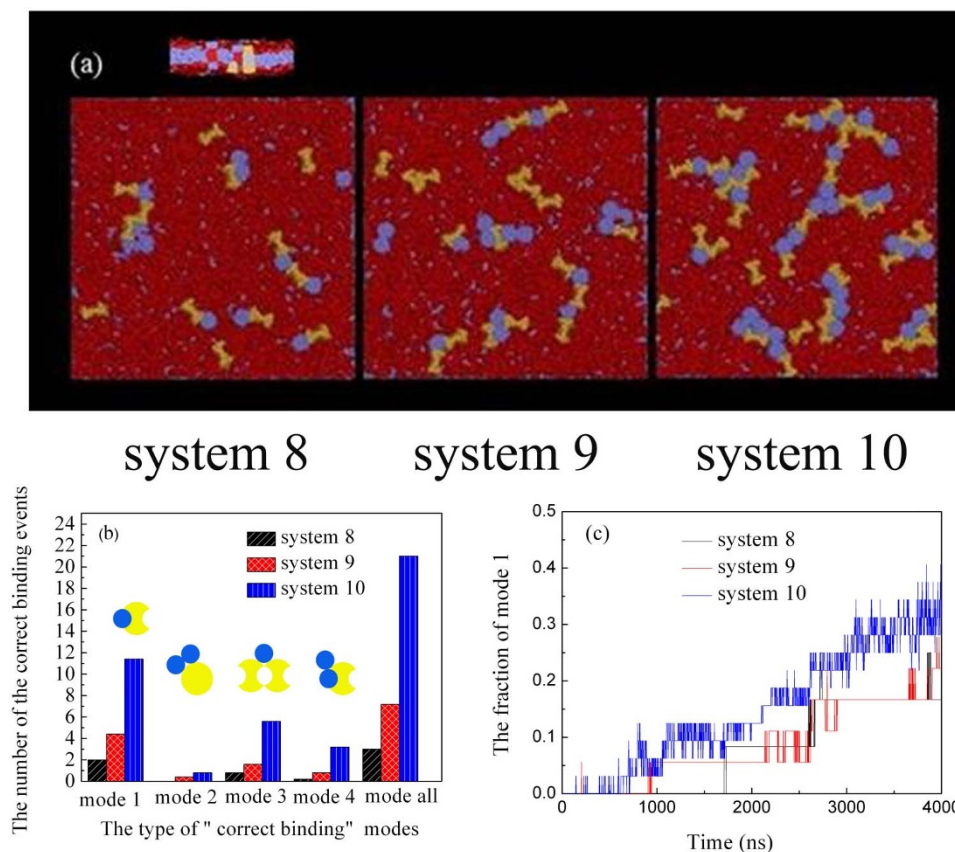 (a)
system 8 system 9 system 10
The number of the correct binding events
24
22
20
18
16
14
12
10
8
6
4
2
0
(b)
system 8
system 9
system 10
mode 1 mode 2 mode 3 mode 4 mode all
The type of " correct binding" modes
The fraction of mode 1
0.5
0.4
0.3
0.2
0.1
0.0
(c)
system 8
system 9
system 10
0 1000 2000 3000 4000
Time (ns)